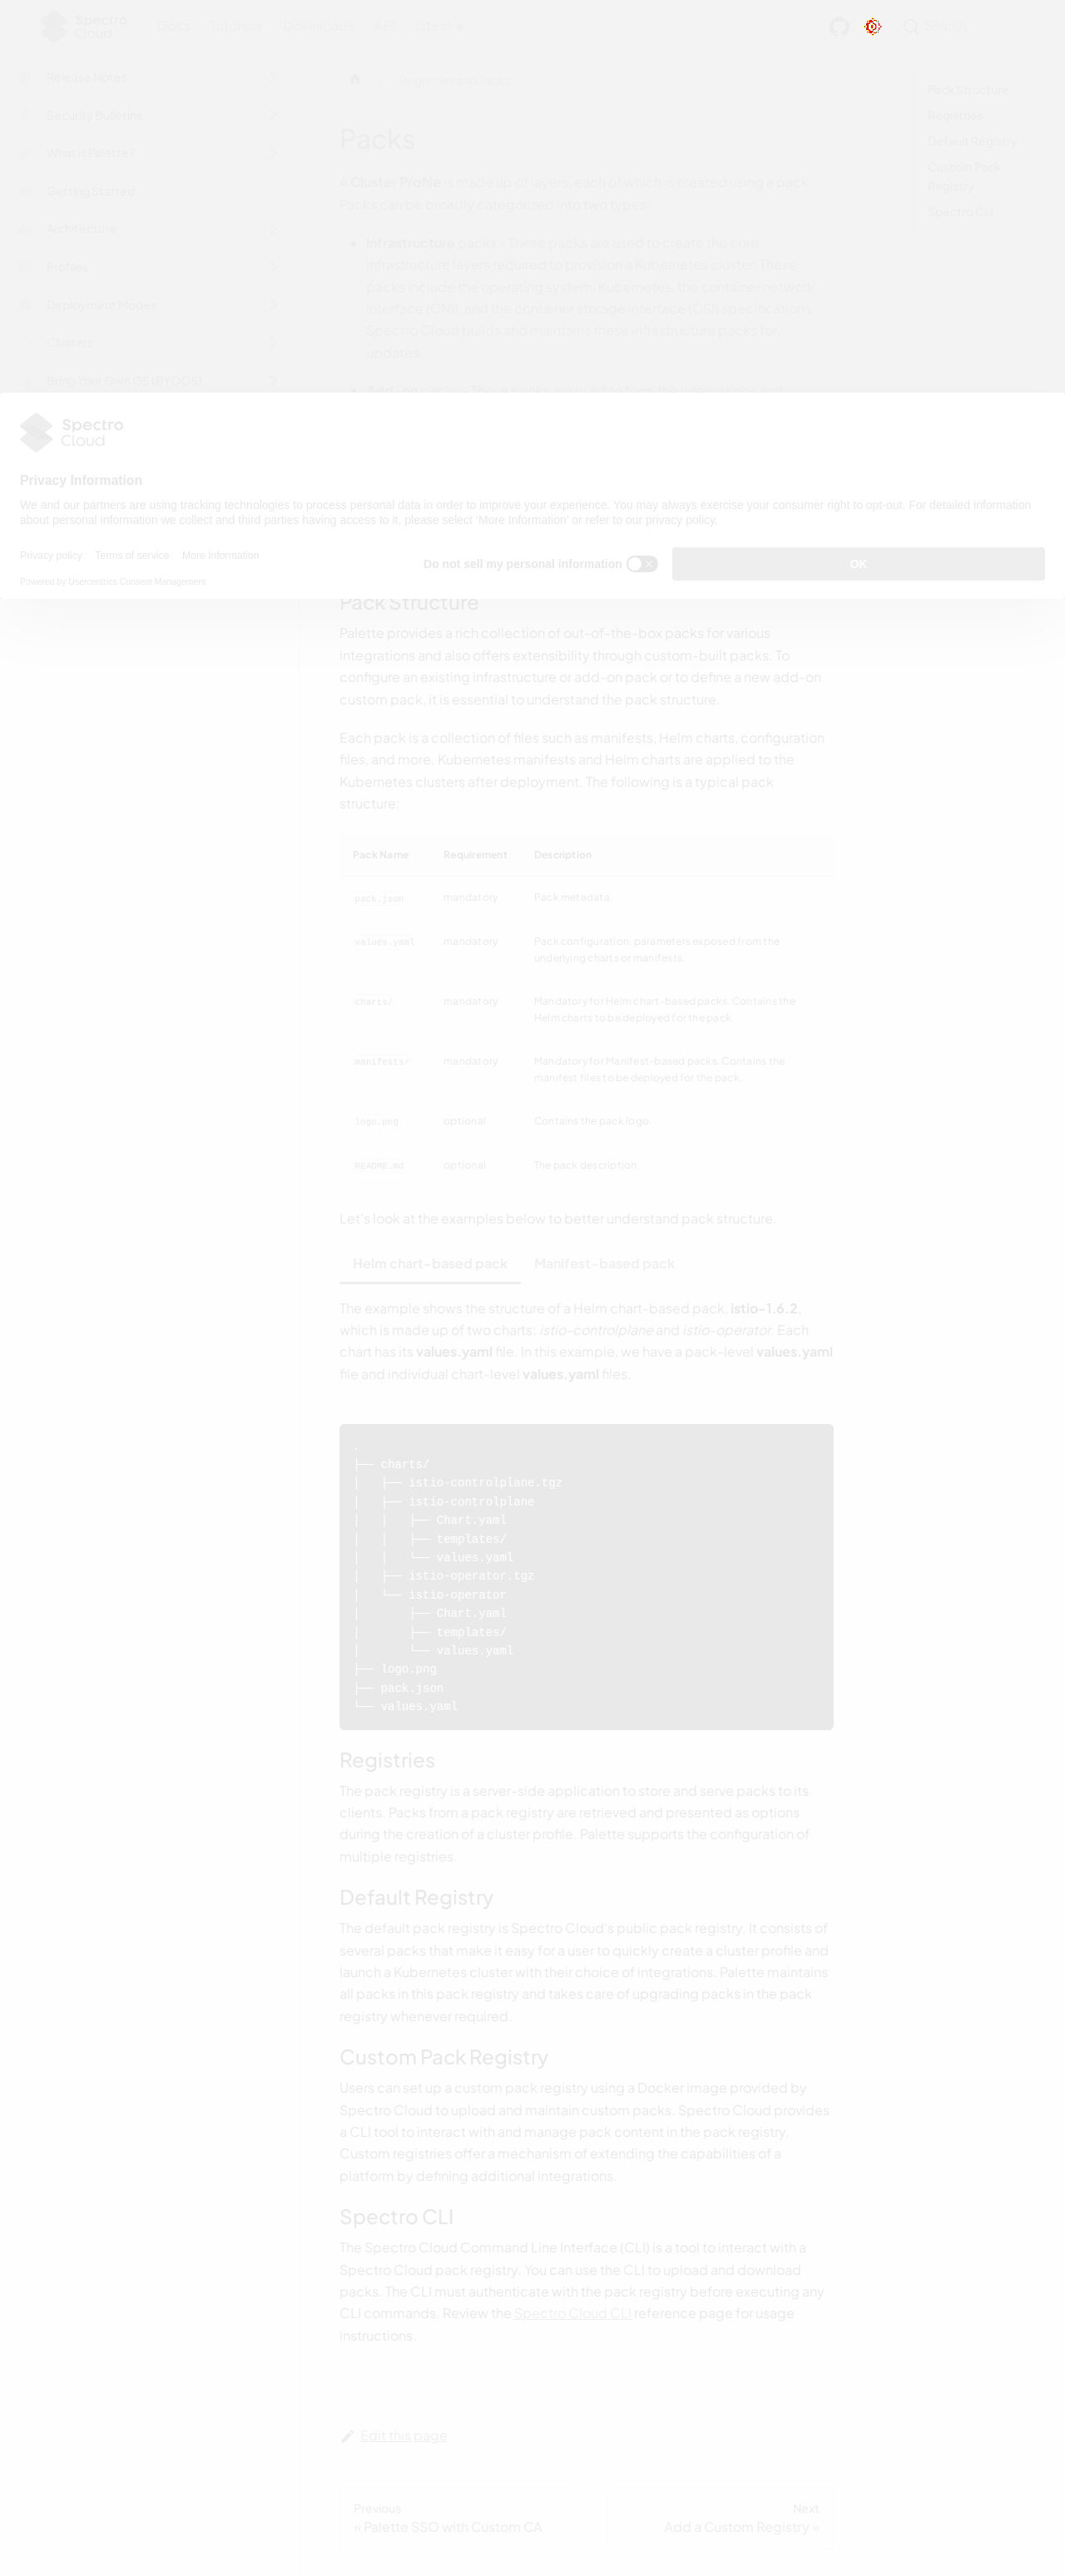 Spectro
Cloud
Docs Tutorials Downloads API latest
Search
Release Notes
Security Bulletins
What is Palette?
Getting Started
Architecture
Profiles
Deployment Modes
Clusters
Bring Your Own OS (BYOOS)
Registries and Packs
Packs
A Cluster Profile is made up of layers, each of which is created using a pack.
Packs can be broadly categorized into two types:
Infrastructure packs - These packs are used to create the core
infrastructure layers required to provision a Kubernetes cluster. These
packs include the operating system, Kubernetes, the container network
interface (CNI), and the container storage interface (CSI) specifications.
Spectro Cloud builds and maintains these infrastructure packs for
updates.
Pack Structure
Registries
Default Registry
Custom Pack
Registry
Spectro CLI
Spectro
Cloud
Privacy Information
We and our partners are using tracking technologies to process personal data in order to improve your experience. You may always exercise your consumer right to opt-out. For detailed information
about personal information we collect and third parties having access to it, please select 'More Information' or refer to our privacy policy.
Privacy policy Terms of service More Information
Do not sell my personal information
OK
Powered by Usercentrics Consent Management
Pack Structure
Palette provides a rich collection of out-of-the-box packs for various
integrations and also offers extensibility through custom-built packs. To
configure an existing infrastructure or add-on pack or to define a new add-on
custom pack, it is essential to understand the pack structure.
Each pack is a collection of files such as manifests, Helm charts, configuration
files, and more. Kubernetes manifests and Helm charts are applied to the
Kubernetes clusters after deployment. The following is a typical pack
structure:
Pack Name Requirement Description
pack.json mandatory Pack metadata.
values.yaml mandatory Pack configuration, parameters exposed from the
underlying charts or manifests.
charts/ mandatory Mandatory for Helm chart-based packs. Contains the
Helm charts to be deployed for the pack.
manifests/ mandatory Mandatory for Manifest-based packs. Contains the
manifest files to be deployed for the pack.
logo.png optional Contains the pack logo.
README.md optional The pack description.
Let's look at the examples below to better understand pack structure.
Helm chart-based pack Manifest-based pack
The example shows the structure of a Helm chart-based pack, istio-1.6.2,
which is made up of two charts: istio-controlplane and istio-operator. Each
chart has its values.yaml file. In this example, we have a pack-level values.yaml
file and individual chart-level values.yaml files.
.
├── charts/
│   ├── istio-controlplane.tgz
│   ├── istio-controlplane
│   │   ├── Chart.yaml
│   │   ├── templates/
│   │   └── values.yaml
│   ├── istio-operator.tgz
│   └── istio-operator
│       ├── Chart.yaml
│       ├── templates/
│       └── values.yaml
├── logo.png
├── pack.json
└── values.yaml
Registries
The pack registry is a server-side application to store and serve packs to its
clients. Packs from a pack registry are retrieved and presented as options
during the creation of a cluster profile. Palette supports the configuration of
multiple registries.
Default Registry
The default pack registry is Spectro Cloud's public pack registry. It consists of
several packs that make it easy for a user to quickly create a cluster profile and
launch a Kubernetes cluster with their choice of integrations. Palette maintains
all packs in this pack registry and takes care of upgrading packs in the pack
registry whenever required.
Custom Pack Registry
Users can set up a custom pack registry using a Docker image provided by
Spectro Cloud to upload and maintain custom packs. Spectro Cloud provides
a CLI tool to interact with and manage pack content in the pack registry.
Custom registries offer a mechanism of extending the capabilities of a
platform by defining additional integrations.
Spectro CLI
The Spectro Cloud Command Line Interface (CLI) is a tool to interact with a
Spectro Cloud pack registry. You can use the CLI to upload and download
packs. The CLI must authenticate with the pack registry before executing any
CLI commands. Review the Spectro Cloud CLI reference page for usage
instructions.
Edit this page
Previous
« Palette SSO with Custom CA
Next
Add a Custom Registry »